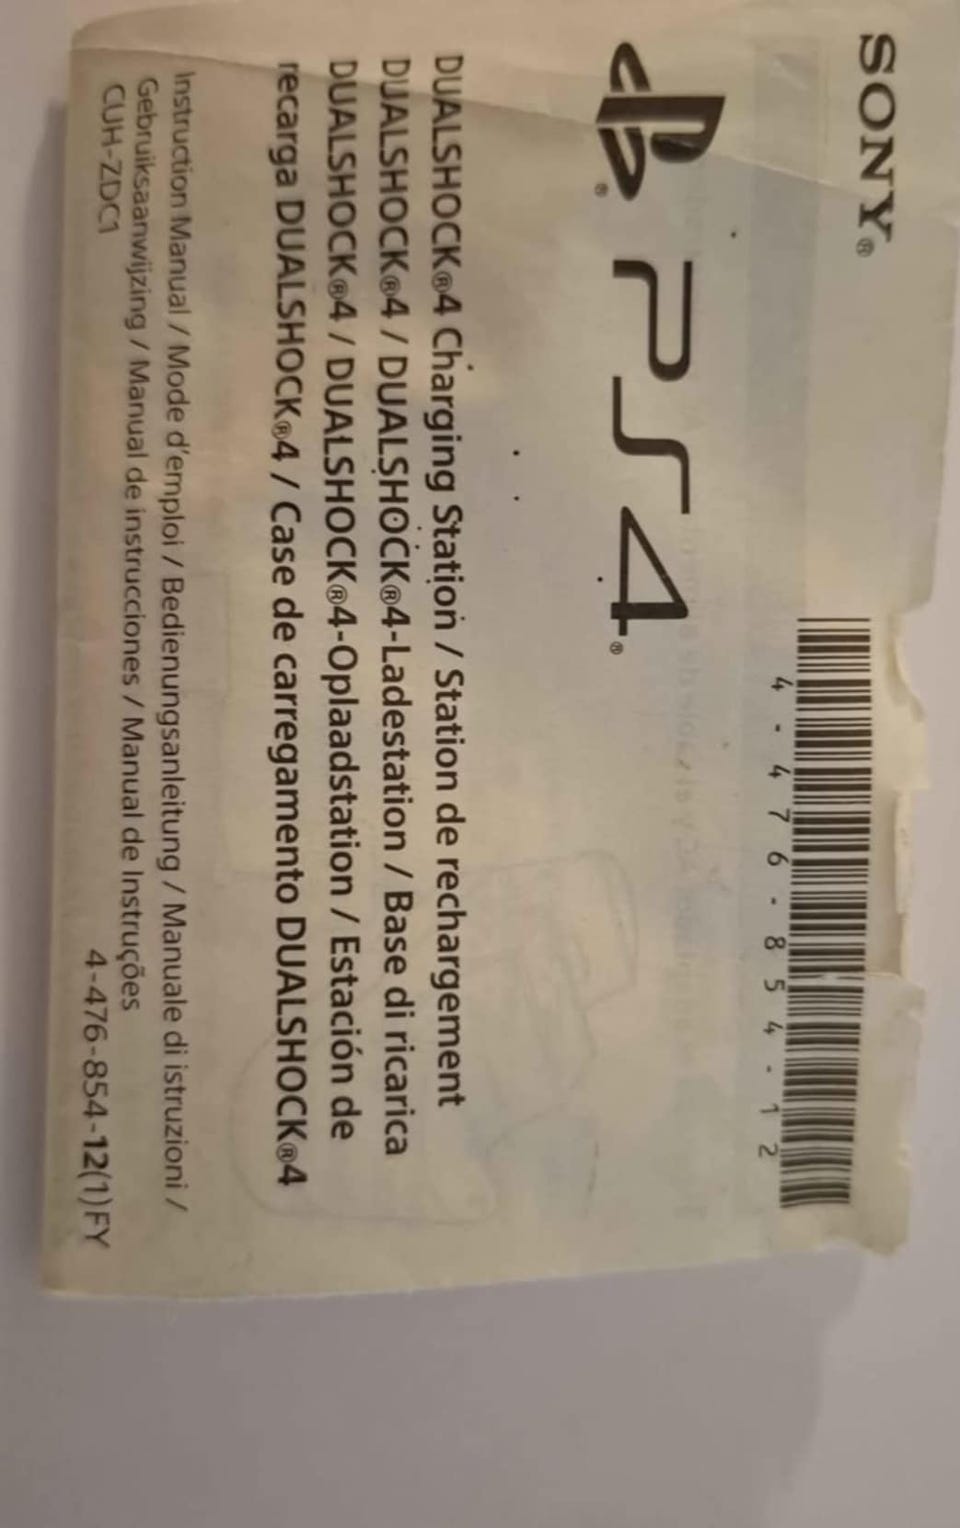 SONY®
PS4®
4-476-854-12
DUALSHOCK®4 Charging Station / Station de rechargement
DUALSHOCK®4 / DUALSHOCK®4-Ladestation / Base di ricarica
DUALSHOCK®4 / DUALSHOCK®4-Oplaadstation / Estación de
recarga DUALSHOCK®4 / Case de carregamento DUALSHOCK®4
Instruction Manual / Mode d'emploi / Bedienungsanleitung / Manuale di istruzioni /
Gebruiksaanwijzing / Manual de instrucciones / Manual de Instruções
CUH-ZDC1
4-476-854-12(1)FY